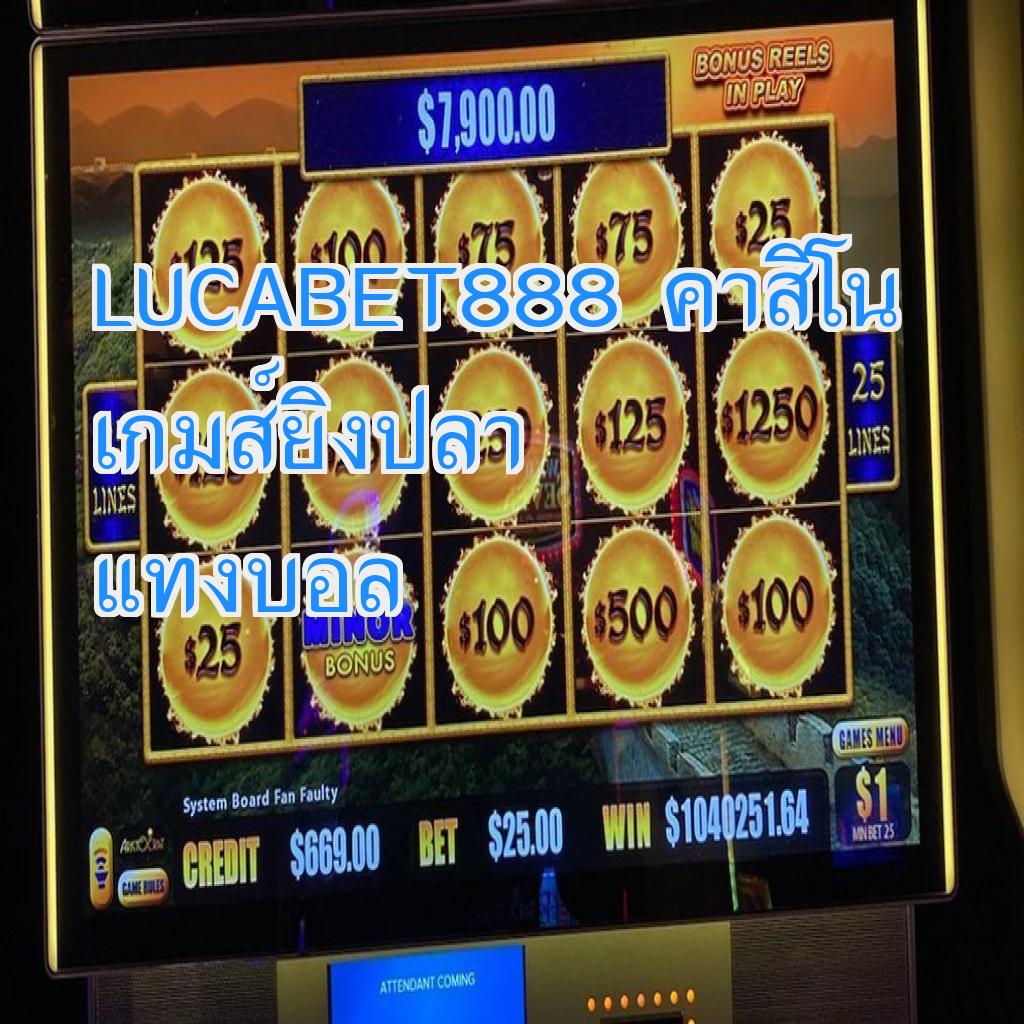 BONUS REELS
IN PLAY
$7,900.00
$125 $100 $75 $75 $25
LUCABET888 คาสิโน
เกมส์ยิงปลา
$125 $1250
25
LINES
LINES
แทงบอล
$25 MINOR $100 $500 $100
BONUS
GAMES MENU
System Board Fan Faulty
$1
MIN BET 25
ARISTOCRAT
CREDIT $669.00 BET $25.00 WIN $1040251.64
GAME RULES
ATTENDANT COMING